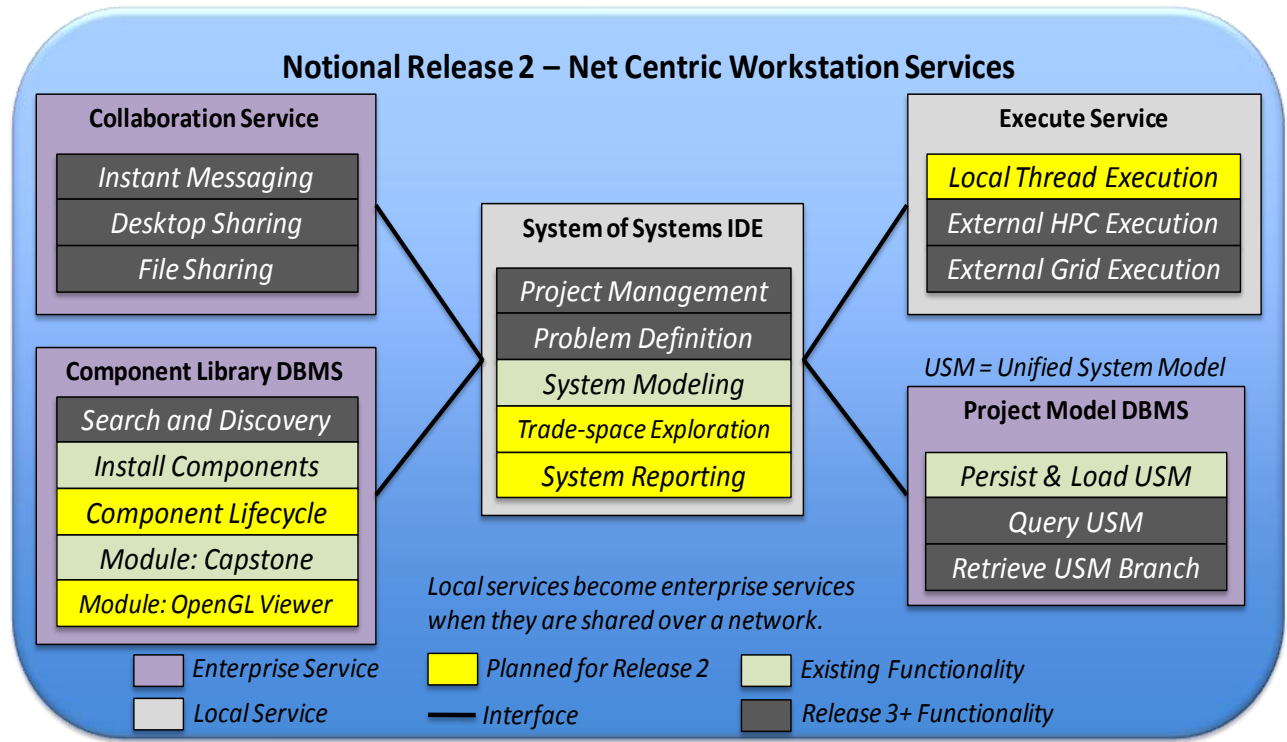 Notional Release 2 – Net Centric Workstation Services
Collaboration Service
Instant Messaging
Desktop Sharing
File Sharing
Component Library DBMS
Search and Discovery
Install Components
Component Lifecycle
Module: Capstone
Module: OpenGL Viewer
System of Systems IDE
Project Management
Problem Definition
System Modeling
Trade-space Exploration
System Reporting
Execute Service
Local Thread Execution
External HPC Execution
External Grid Execution
USM = Unified System Model
Project Model DBMS
Persist & Load USM
Query USM
Retrieve USM Branch
Local services become enterprise services
when they are shared over a network.
Enterprise Service
Planned for Release 2
Existing Functionality
Local Service
Interface
Release 3+ Functionality